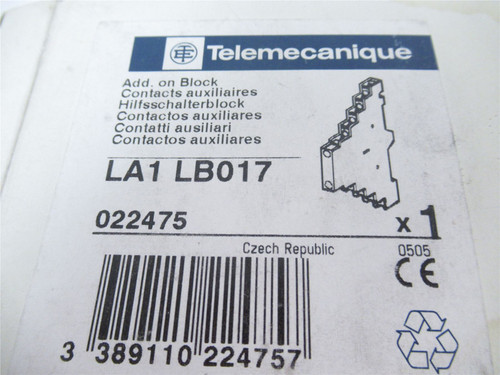 TE Telemecanique
Add. on Block
Contacts auxiliaires
Hilfsschalterblock
Contactos auxiliares
Contatti ausiliari
Contactos auxiliares
LA1 LB017
022475
x 1
Czech Republic
0505
CE
3 389110 224757